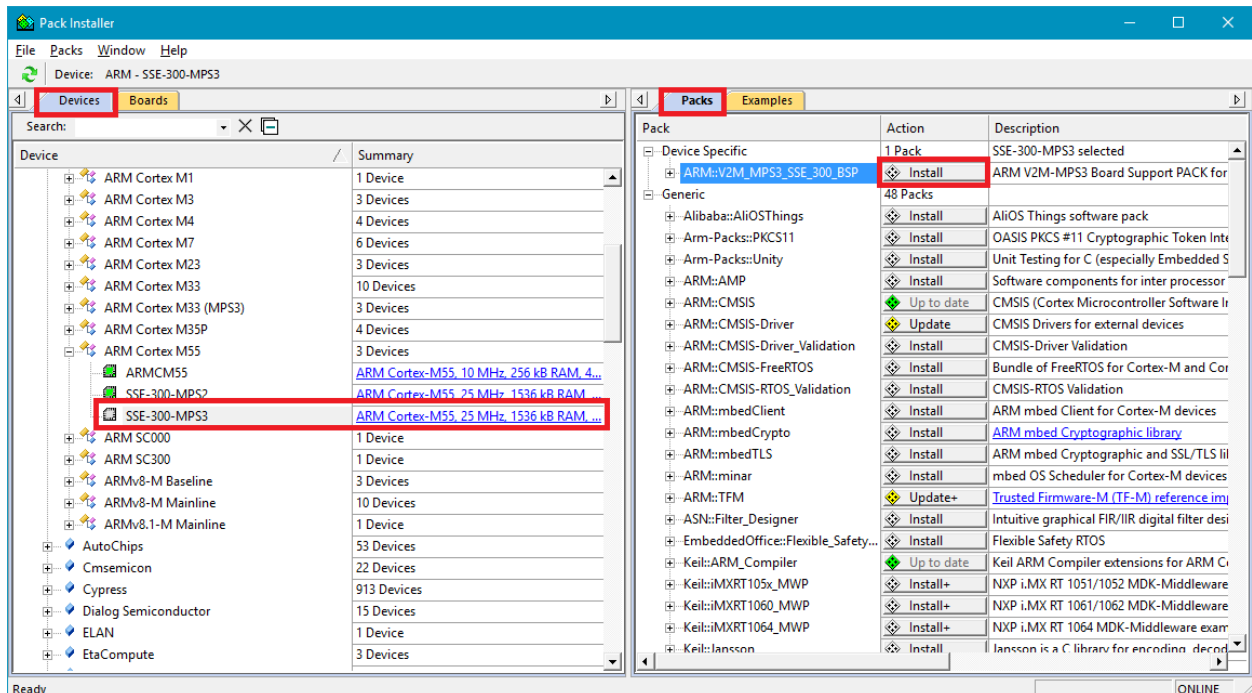 Pack Installer
File Packs Window Help
Device: ARM - SSE-300-MPS3
Devices Boards
Search:
Device Summary
ARM Cortex M1 1 Device
ARM Cortex M3 3 Devices
ARM Cortex M4 4 Devices
ARM Cortex M7 6 Devices
ARM Cortex M23 3 Devices
ARM Cortex M33 10 Devices
ARM Cortex M33 (MPS3) 3 Devices
ARM Cortex M35P 4 Devices
ARM Cortex M55 3 Devices
ARMCM55 ARM Cortex-M55, 10 MHz, 256 kB RAM, 4...
SSE-300-MPS2 ARM Cortex-M55, 25 MHz, 1536 kB RAM, ...
SSE-300-MPS3 ARM Cortex-M55, 25 MHz, 1536 kB RAM, ...
ARM SC000 1 Device
ARM SC300 1 Device
ARMv8-M Baseline 3 Devices
ARMv8-M Mainline 10 Devices
ARMv8.1-M Mainline 1 Device
AutoChips 53 Devices
Cmsemicon 22 Devices
Cypress 913 Devices
Dialog Semiconductor 15 Devices
ELAN 1 Device
EtaCompute 3 Devices
Packs Examples
Pack Action Description
Device Specific 1 Pack SSE-300-MPS3 selected
ARM::V2M_MPS3_SSE_300_BSP Install ARM V2M-MPS3 Board Support PACK for
Generic 48 Packs
Alibaba::AliOSThings Install AliOS Things software pack
Arm-Packs::PKCS11 Install OASIS PKCS #11 Cryptographic Token Inte
Arm-Packs::Unity Install Unit Testing for C (especially Embedded S
ARM::AMP Install Software components for inter processor
ARM::CMSIS Up to date CMSIS (Cortex Microcontroller Software In
ARM::CMSIS-Driver Update CMSIS Drivers for external devices
ARM::CMSIS-Driver_Validation Install CMSIS-Driver Validation
ARM::CMSIS-FreeRTOS Install Bundle of FreeRTOS for Cortex-M and Cor
ARM::CMSIS-RTOS_Validation Install CMSIS-RTOS Validation
ARM::mbedClient Install ARM mbed Client for Cortex-M devices
ARM::mbedCrypto Install ARM mbed Cryptographic library
ARM::mbedTLS Install ARM mbed Cryptographic and SSL/TLS lil
ARM::minar Install mbed OS Scheduler for Cortex-M devices
ARM::TFM Update+ Trusted Firmware-M (TF-M) reference imp
ASN::Filter_Designer Install Intuitive graphical FIR/IIR digital filter desi
EmbeddedOffice::Flexible_Safety... Install Flexible Safety RTOS
Keil::ARM_Compiler Up to date Keil ARM Compiler extensions for ARM C
Keil::iMXRT105x_MWP Install+ NXP i.MX RT 1051/1052 MDK-Middleware
Keil::iMXRT1060_MWP Install+ NXP i.MX RT 1061/1062 MDK-Middleware
Keil::iMXRT1064_MWP Install+ NXP i.MX RT 1064 MDK-Middleware exam
Keil::Jansson Install Jansson is a C library for encoding, decod
Ready ONLINE